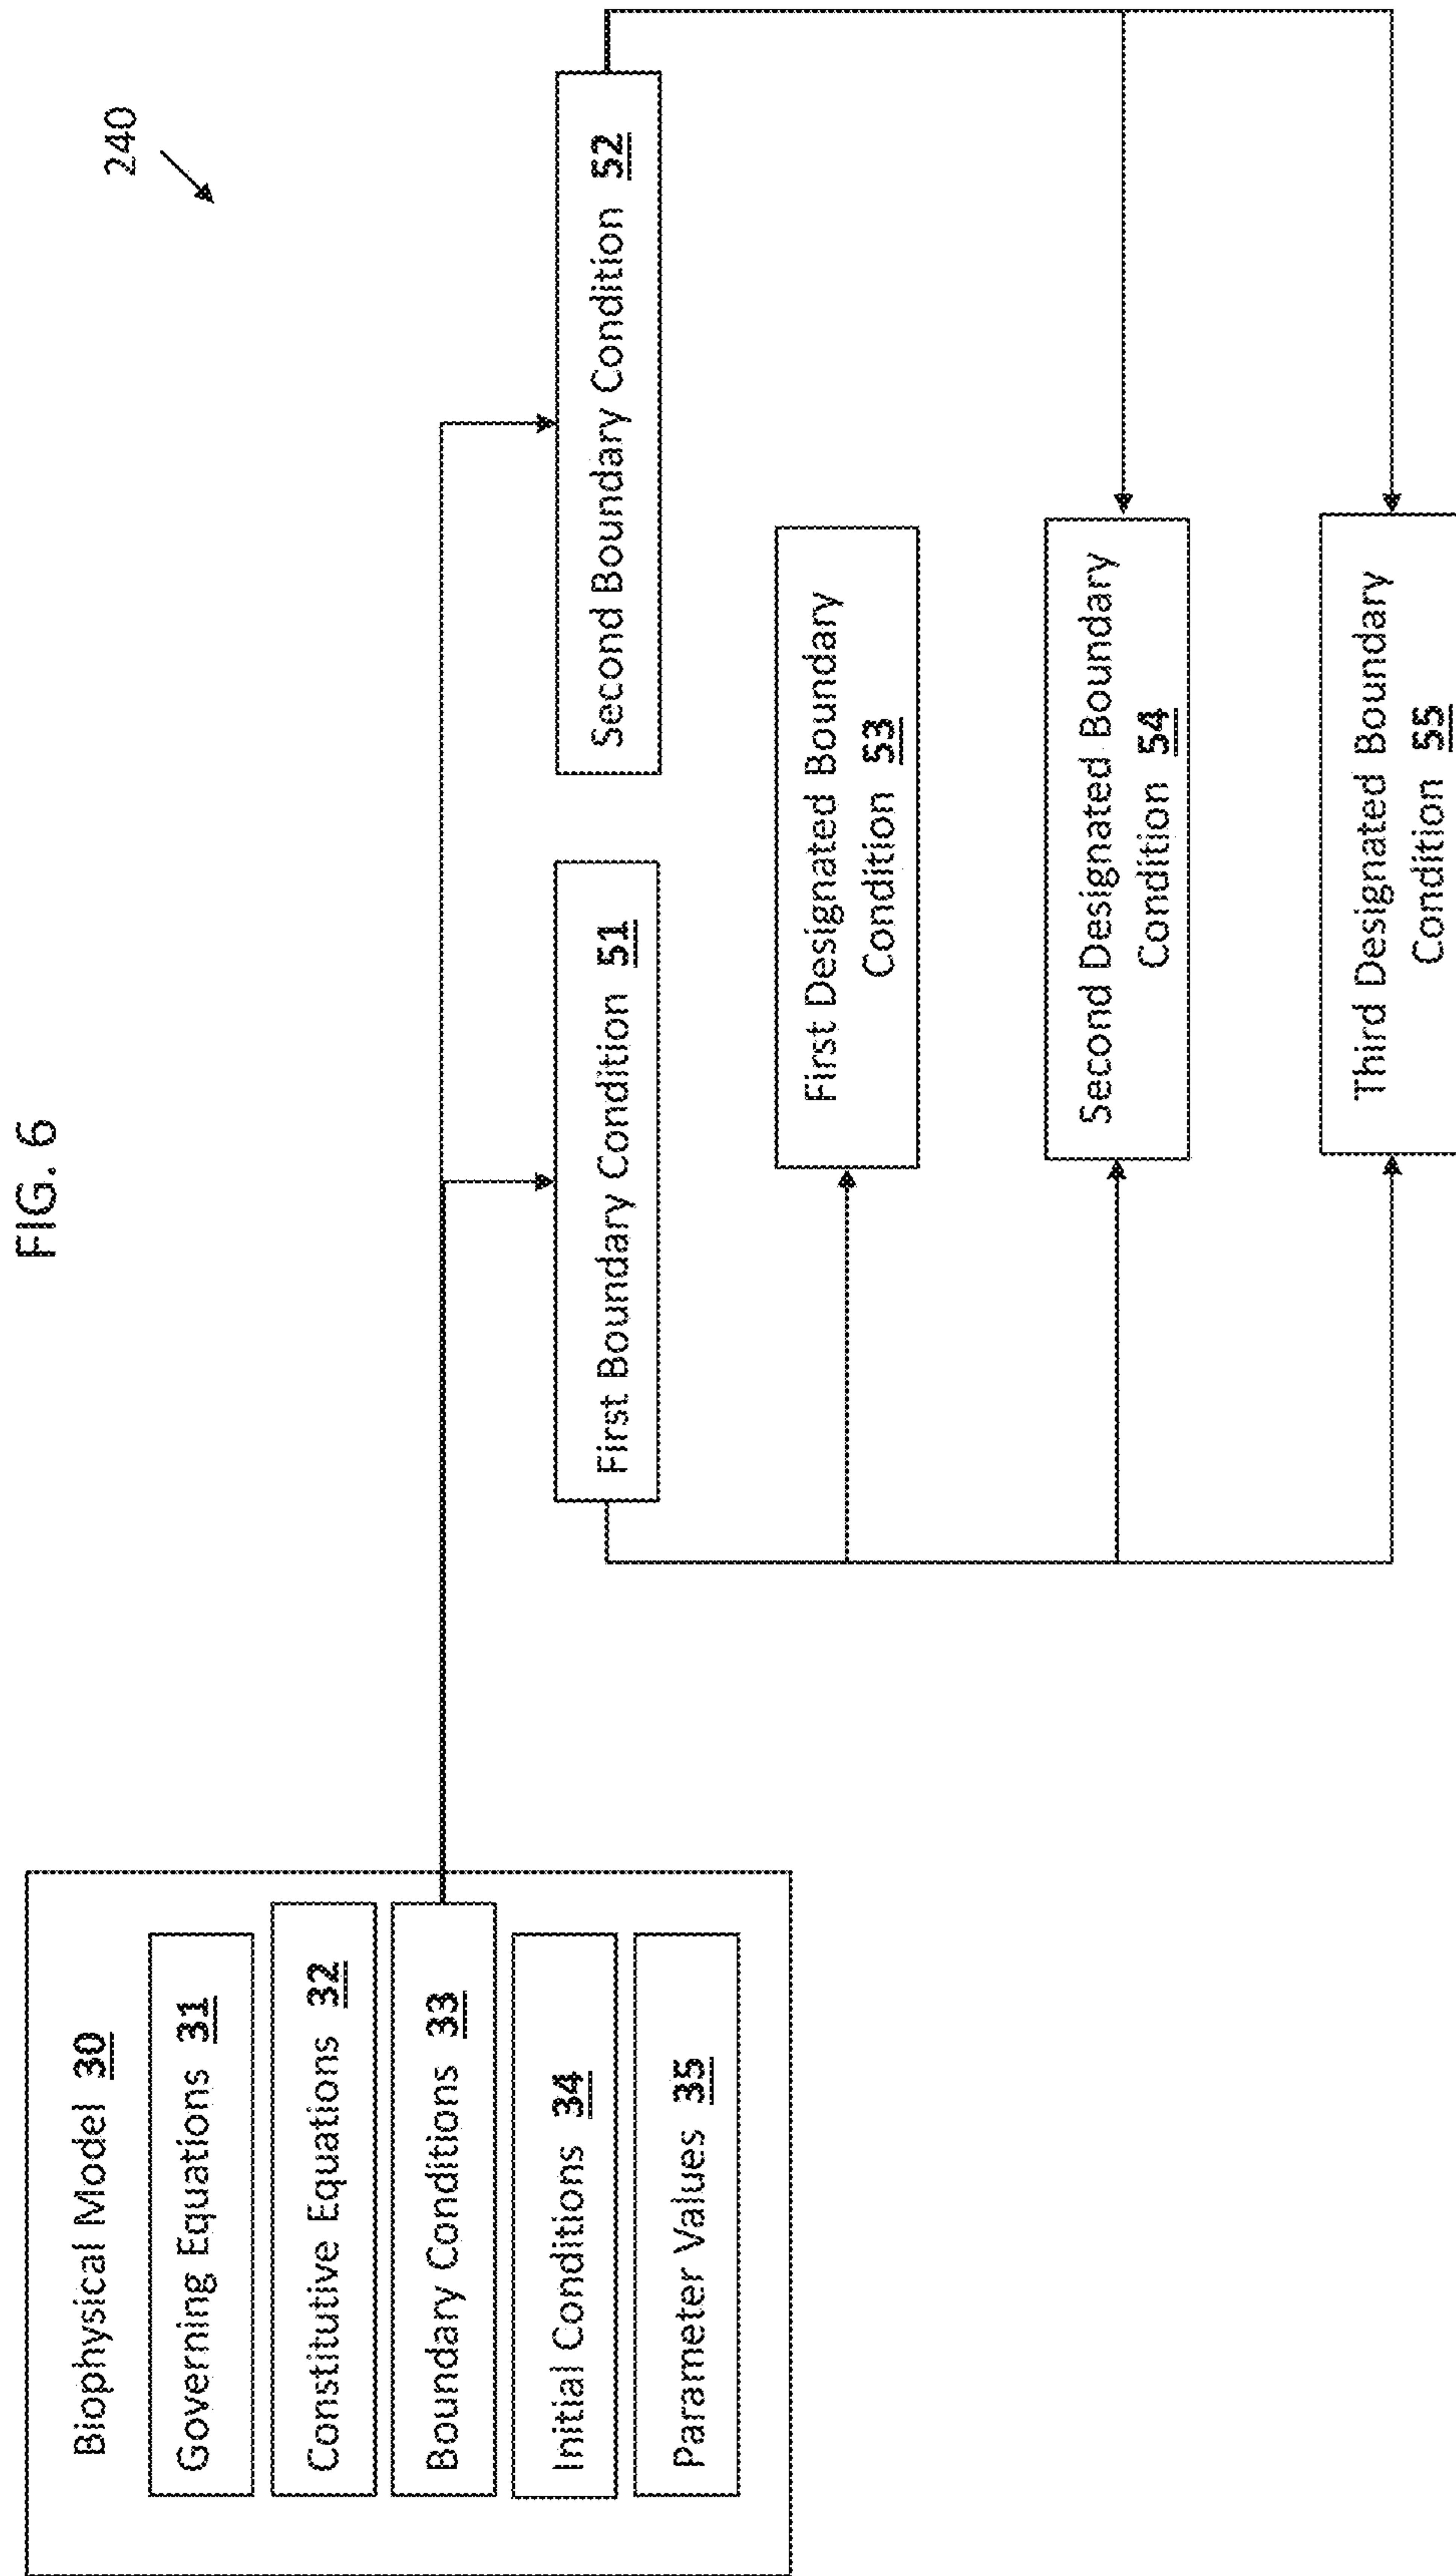 FIG. 6
240
Biophysical Model 30
Governing Equations 31
Constitutive Equations 32
Boundary Conditions 33
Initial Conditions 34
Parameter Values 35
First Boundary Condition 51
Second Boundary Condition 52
First Designated Boundary
Condition 53
Second Designated Boundary
Condition 54
Third Designated Boundary
Condition 55